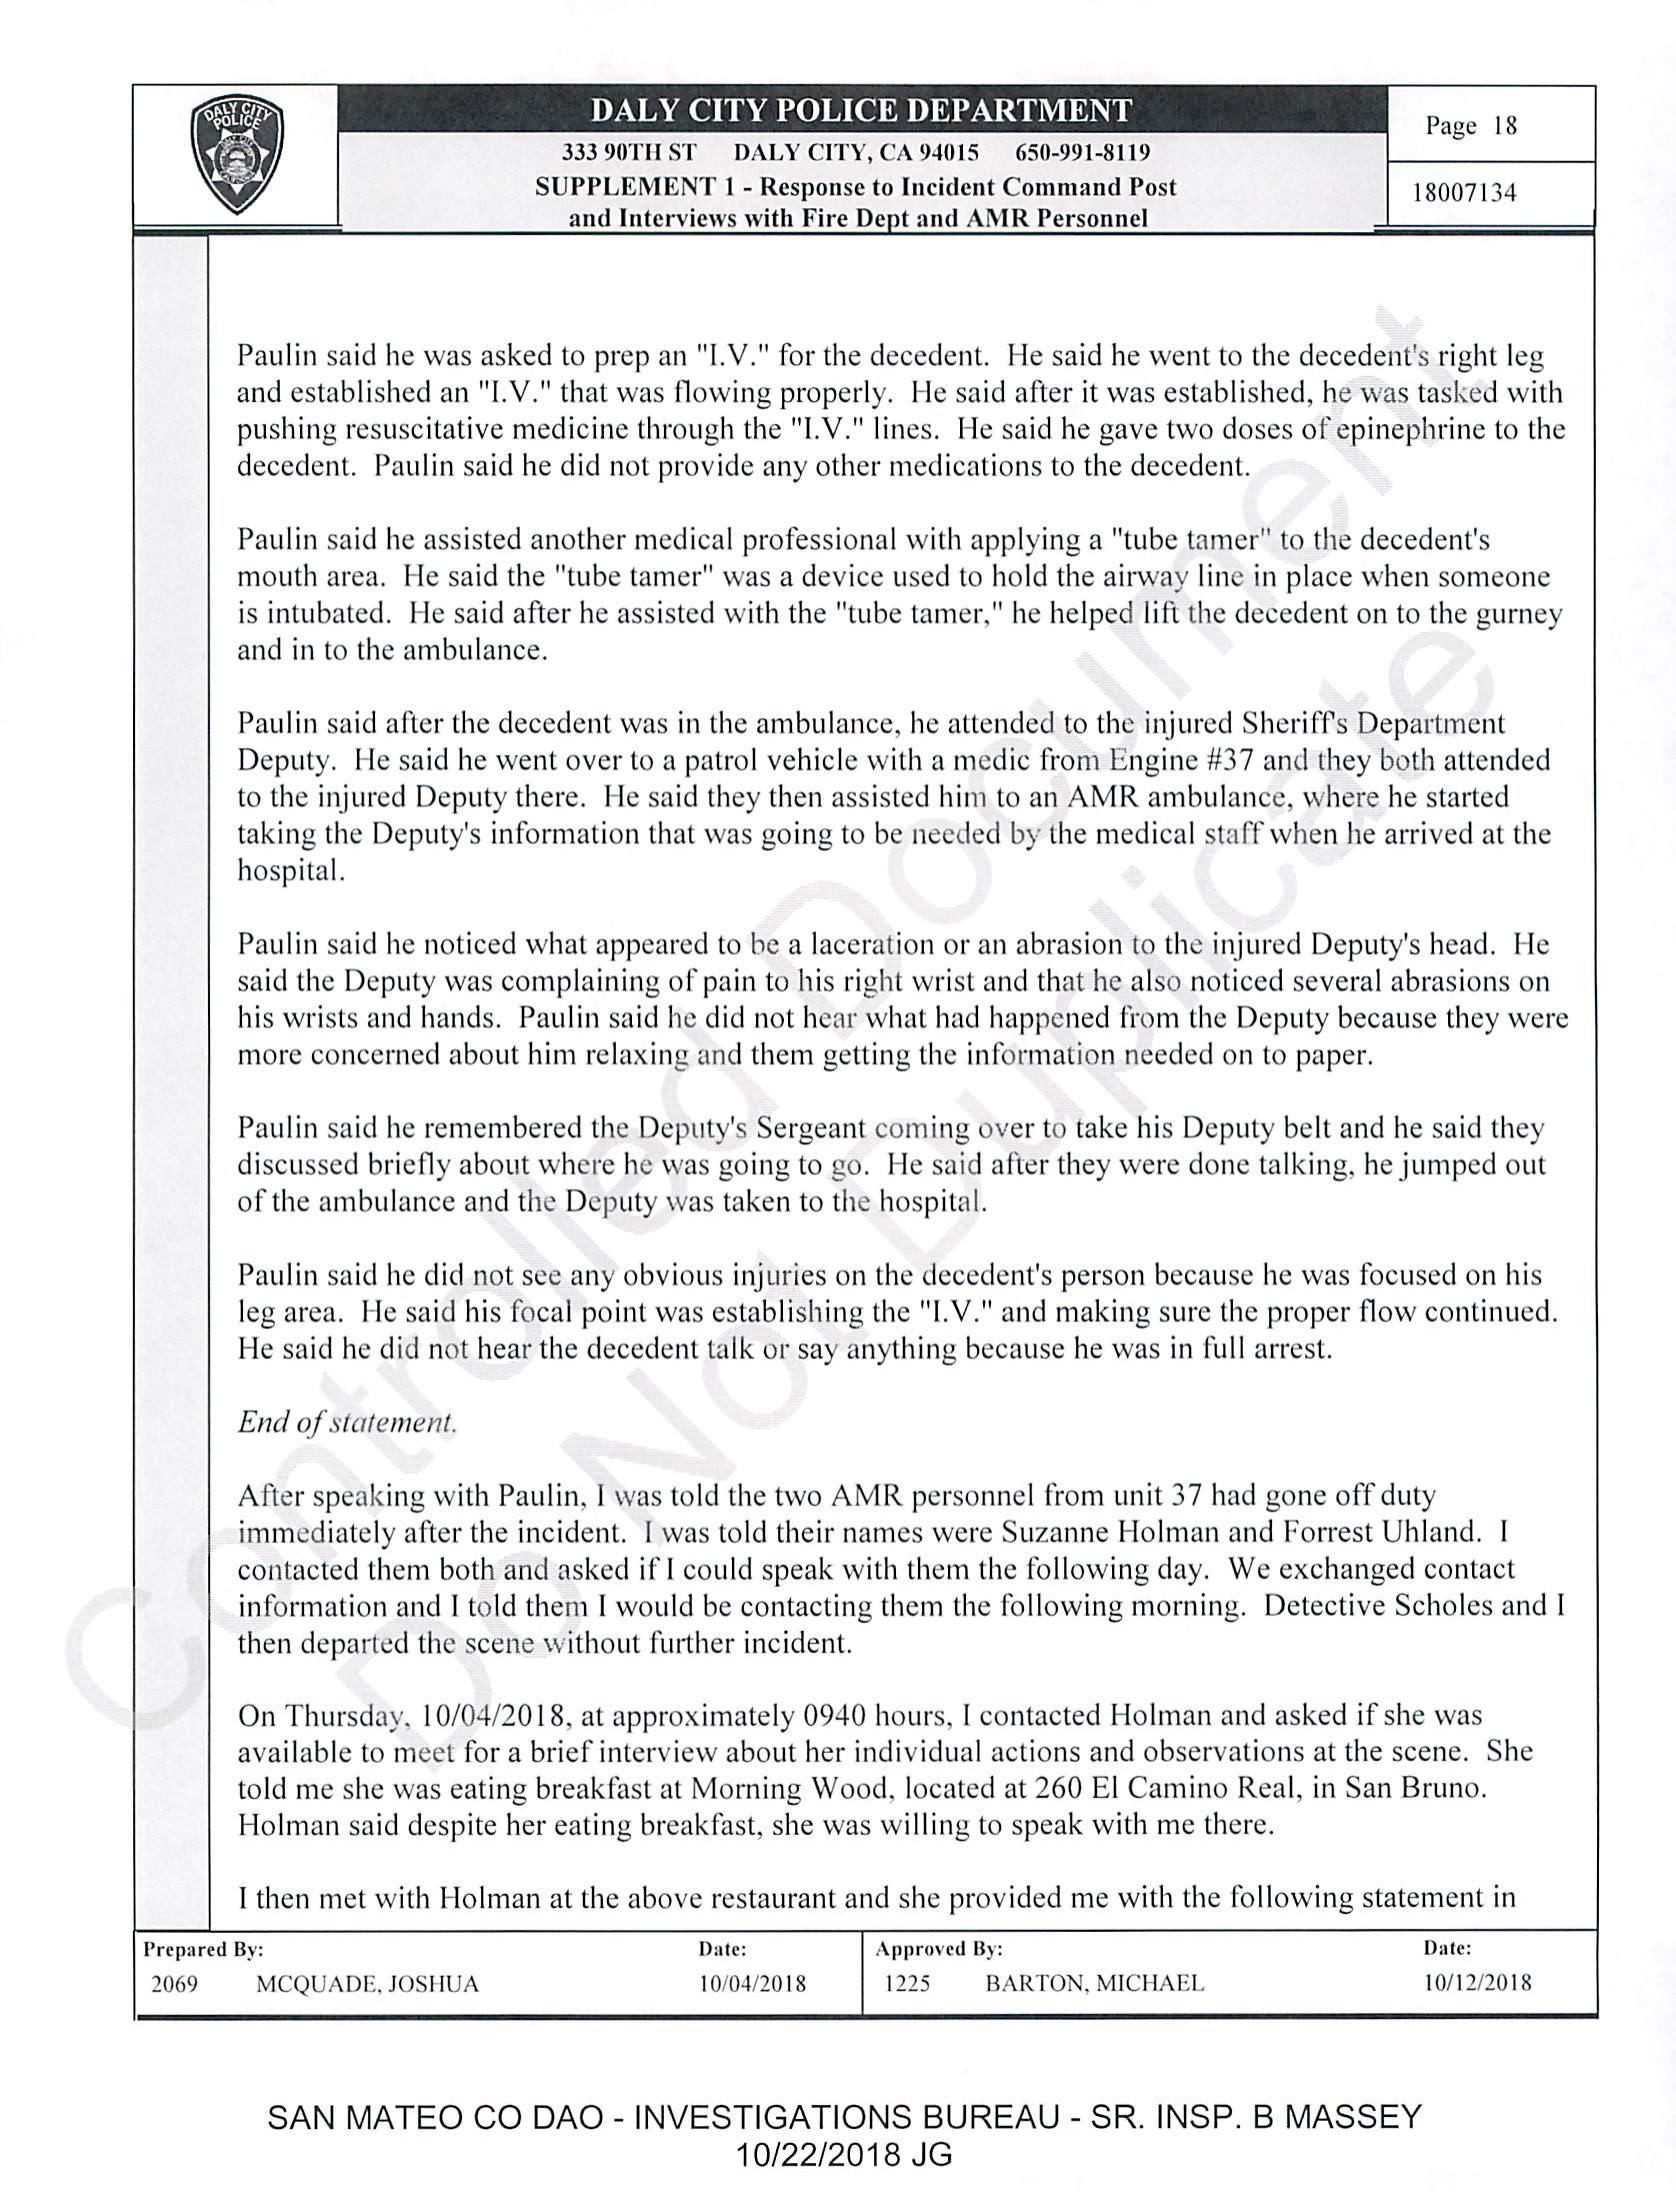 DALY CITY
POLICE
CALIFORNIA
DALY CITY POLICE DEPARTMENT
333 90TH ST DALY CITY, CA 94015 650-991-8119
SUPPLEMENT 1 - Response to Incident Command Post
and Interviews with Fire Dept and AMR Personnel
Page 18
18007134
Paulin said he was asked to prep an "I.V." for the decedent. He said he went to the decedent's right leg
and established an "I.V." that was flowing properly. He said after it was established, he was tasked with
pushing resuscitative medicine through the "I.V." lines. He said he gave two doses of epinephrine to the
decedent. Paulin said he did not provide any other medications to the decedent.
Paulin said he assisted another medical professional with applying a "tube tamer" to the decedent's
mouth area. He said the "tube tamer" was a device used to hold the airway line in place when someone
is intubated. He said after he assisted with the "tube tamer," he helped lift the decedent on to the gurney
and in to the ambulance.
Paulin said after the decedent was in the ambulance, he attended to the injured Sheriff's Department
Deputy. He said he went over to a patrol vehicle with a medic from Engine #37 and they both attended
to the injured Deputy there. He said they then assisted him to an AMR ambulance, where he started
taking the Deputy's information that was going to be needed by the medical staff when he arrived at the
hospital.
Paulin said he noticed what appeared to be a laceration or an abrasion to the injured Deputy's head. He
said the Deputy was complaining of pain to his right wrist and that he also noticed several abrasions on
his wrists and hands. Paulin said he did not hear what had happened from the Deputy because they were
more concerned about him relaxing and them getting the information needed on to paper.
Paulin said he remembered the Deputy's Sergeant coming over to take his Deputy belt and he said they
discussed briefly about where he was going to go. He said after they were done talking, he jumped out
of the ambulance and the Deputy was taken to the hospital.
Paulin said he did not see any obvious injuries on the decedent's person because he was focused on his
leg area. He said his focal point was establishing the "I.V." and making sure the proper flow continued.
He said he did not hear the decedent talk or say anything because he was in full arrest.
End of statement.
After speaking with Paulin, I was told the two AMR personnel from unit 37 had gone off duty
immediately after the incident. I was told their names were Suzanne Holman and Forrest Uhland. I
contacted them both and asked if I could speak with them the following day. We exchanged contact
information and I told them I would be contacting them the following morning. Detective Scholes and I
then departed the scene without further incident.
On Thursday, 10/04/2018, at approximately 0940 hours, I contacted Holman and asked if she was
available to meet for a brief interview about her individual actions and observations at the scene. She
told me she was eating breakfast at Morning Wood, located at 260 El Camino Real, in San Bruno.
Holman said despite her eating breakfast, she was willing to speak with me there.
I then met with Holman at the above restaurant and she provided me with the following statement in
Controlled Document
Do Not Duplicate
Prepared By: Date: Approved By: Date:
2069 MCQUADE, JOSHUA 10/04/2018 1225 BARTON, MICHAEL 10/12/2018
SAN MATEO CO DAO - INVESTIGATIONS BUREAU - SR. INSP. B MASSEY
10/22/2018 JG